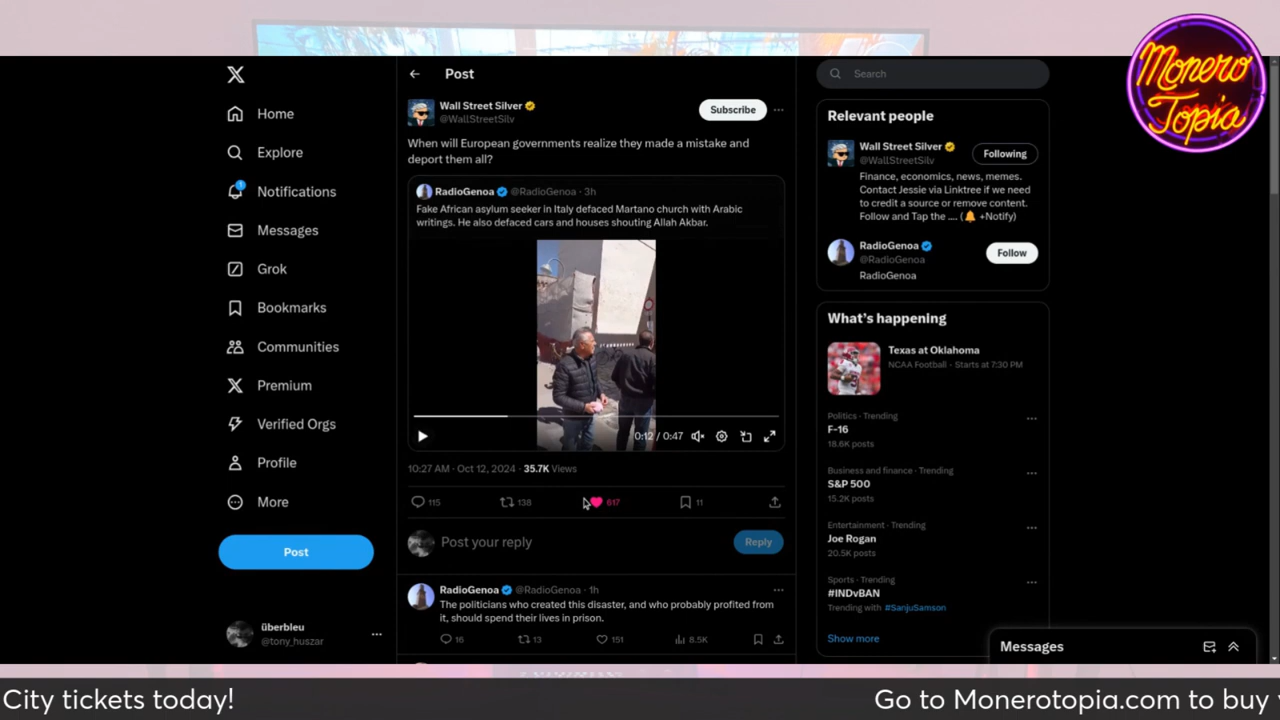 Monero
Topia
Post
Search
Home
Explore
1
Notifications
Messages
Grok
Bookmarks
Communities
Premium
Verified Orgs
Profile
More
Post
überbleu
@tony_huszar
Wall Street Silver
@WallStreetSilv
Subscribe
When will European governments realize they made a mistake and
deport them all?
RadioGenoa @RadioGenoa · 3h
Fake African asylum seeker in Italy defaced Martano church with Arabic
writings. He also defaced cars and houses shouting Allah Akbar.
0:12 / 0:47
10:27 AM · Oct 12, 2024 · 35.7K Views
115 138 617 11
Post your reply
Reply
RadioGenoa @RadioGenoa · 1h
The politicians who created this disaster, and who probably profited from
it, should spend their lives in prison.
16 13 151 8.5K
Relevant people
Wall Street Silver
@WallStreetSilv
Following
Finance, economics, news, memes.
Contact Jessie via Linktree if we need
to credit a source or remove content.
Follow and Tap the .... (🔔 +Notify)
RadioGenoa
@RadioGenoa
Follow
RadioGenoa
What's happening
Texas at Oklahoma
NCAA Football · Starts at 7:30 PM
Politics · Trending
F-16
18.6K posts
Business and finance · Trending
S&P 500
15.2K posts
Entertainment · Trending
Joe Rogan
20.5K posts
Sports · Trending
#INDvBAN
Trending with #SanjuSamson
Show more
Messages
City tickets today!
Go to Monerotopia.com to buy